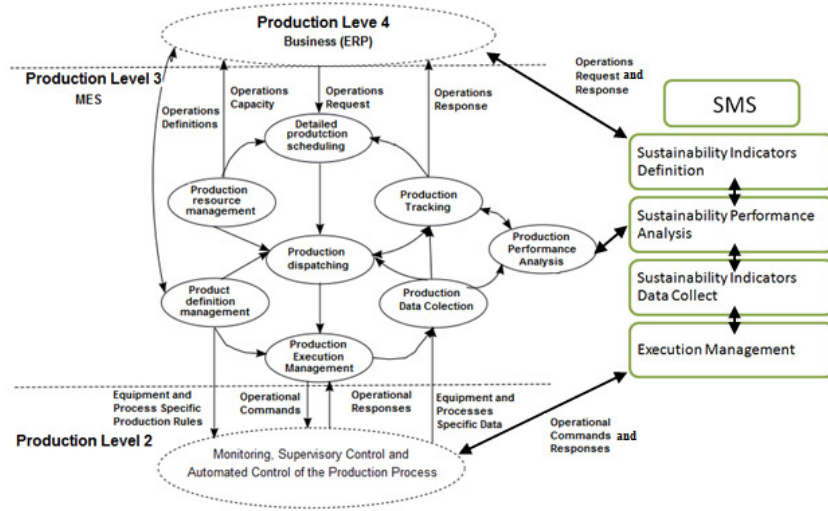 Production Leve 4
Business (ERP)
Production Level 3
MES
Operations
Definitions
Operations
Capacity
Operations
Request
Operations
Response
Operations
Request and
Response
SMS
Detailed
produtction
scheduling
Sustainability Indicators
Definition
Production
resource
management
Production
Tracking
Sustainability Performance
Analysis
Production
Performance
Analysis
Production
dispatching
Sustainability Indicators
Data Collect
Product
definition
management
Production
Data Colection
Production
Execution
Management
Execution Management
Equipment and
Process Specific
Production Rules
Operational
Commands
Operational
Responses
Equipment and
Processes
Specific Data
Operational
Commands and
Responses
Production Level 2
Monitoring, Supervisory Control and
Automated Control of the Production Process